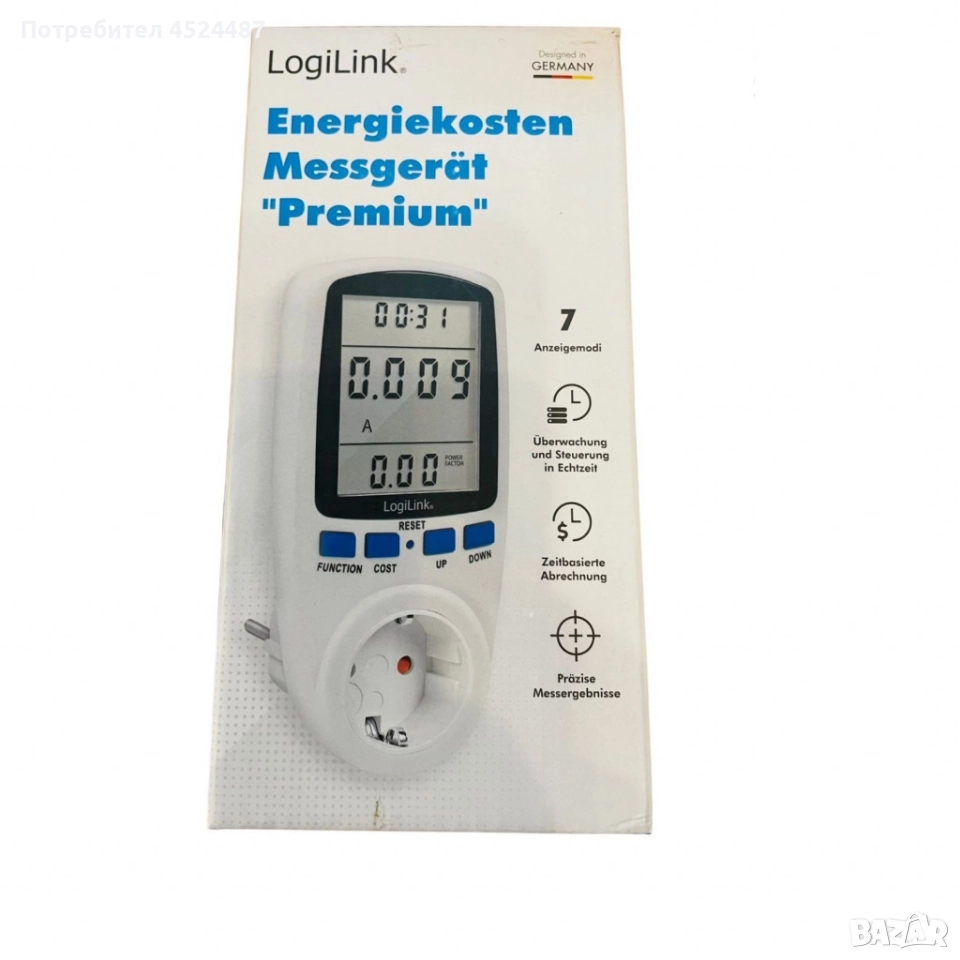 Потребител 4524487
LogiLink®
Designed in
GERMANY
Energiekosten
Messgerät
"Premium"
00:31
0.009
A
0.00 POWER
FACTOR
LogiLink®
RESET
FUNCTION COST UP DOWN
7
Anzeigemodi
Überwachung
und Steuerung
in Echtzeit
$
Zeitbasierte
Abrechnung
Präzise
Messergebnisse
BAZAR